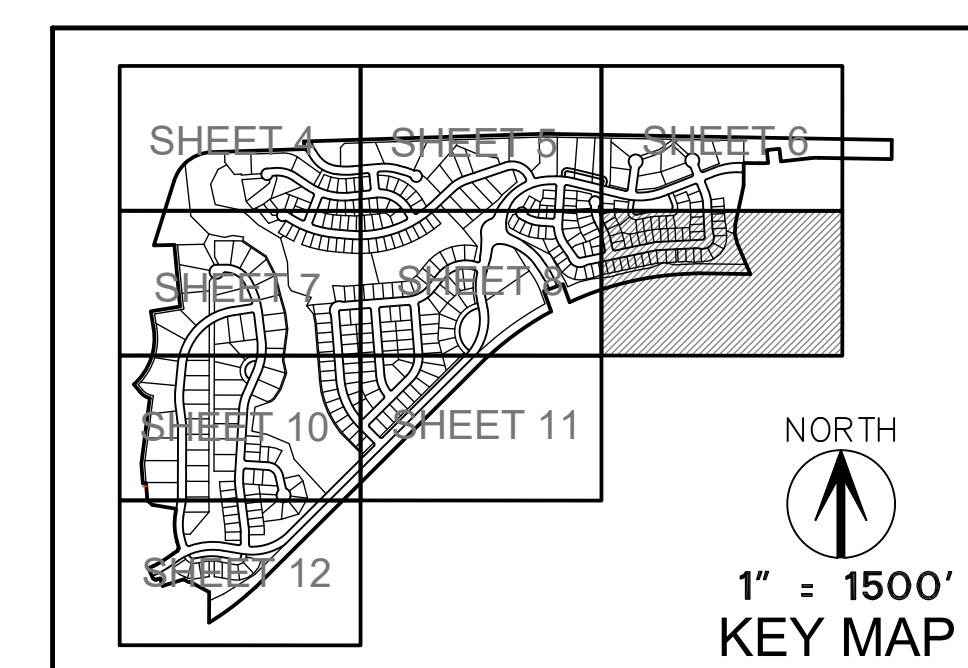 SHEET 4
SHEET 5
SHEET 6
SHEET 7
SHEET 8
SHEET 10
SHEET 11
SHEET 12
NORTH
1" = 1500'
KEY MAP